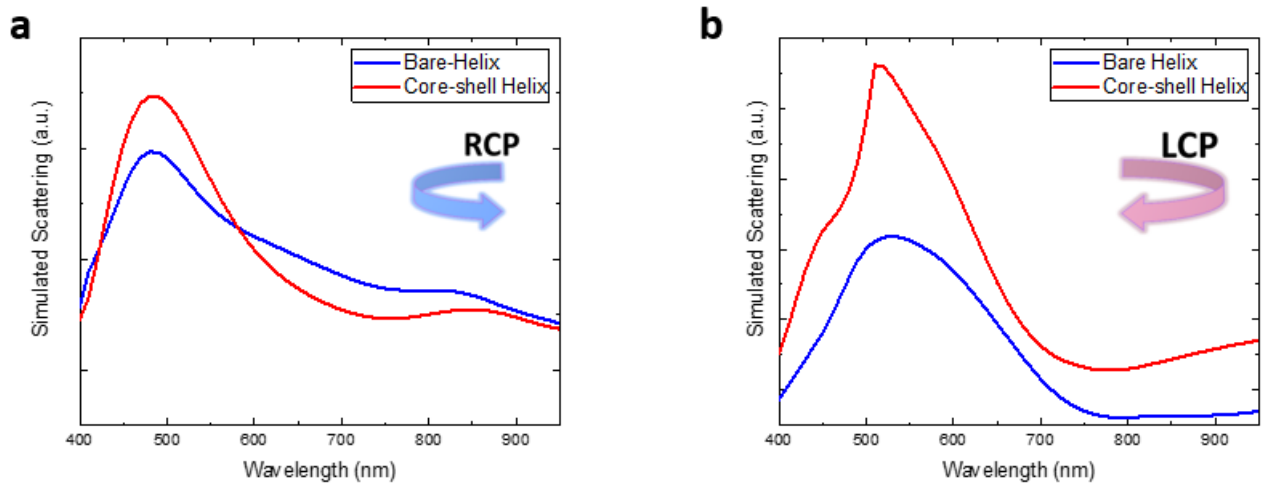 a
Bare-Helix
Core-shell Helix
RCP
Simulated Scattering (a.u.)
400 500 600 700 800 900
Wavelength (nm)
b
Bare Helix
Core-shell Helix
LCP
Simulated Scattering (a.u.)
400 500 600 700 800 900
Wavelength (nm)